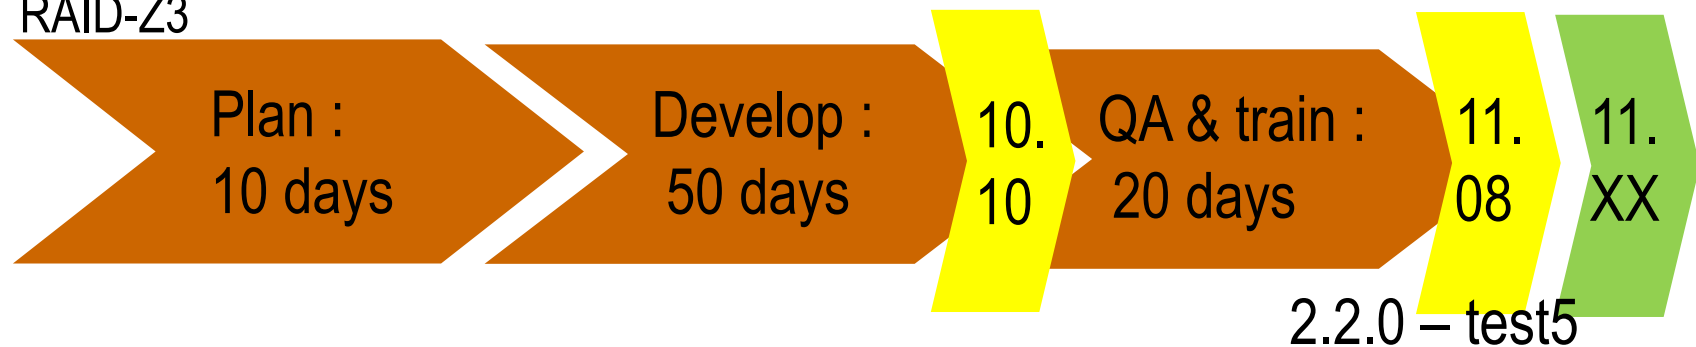 RAID-Z3
Plan :
10 days
Develop :
50 days
10.
10
QA & train :
20 days
11.
08
11.
XX
2.2.0 – test5